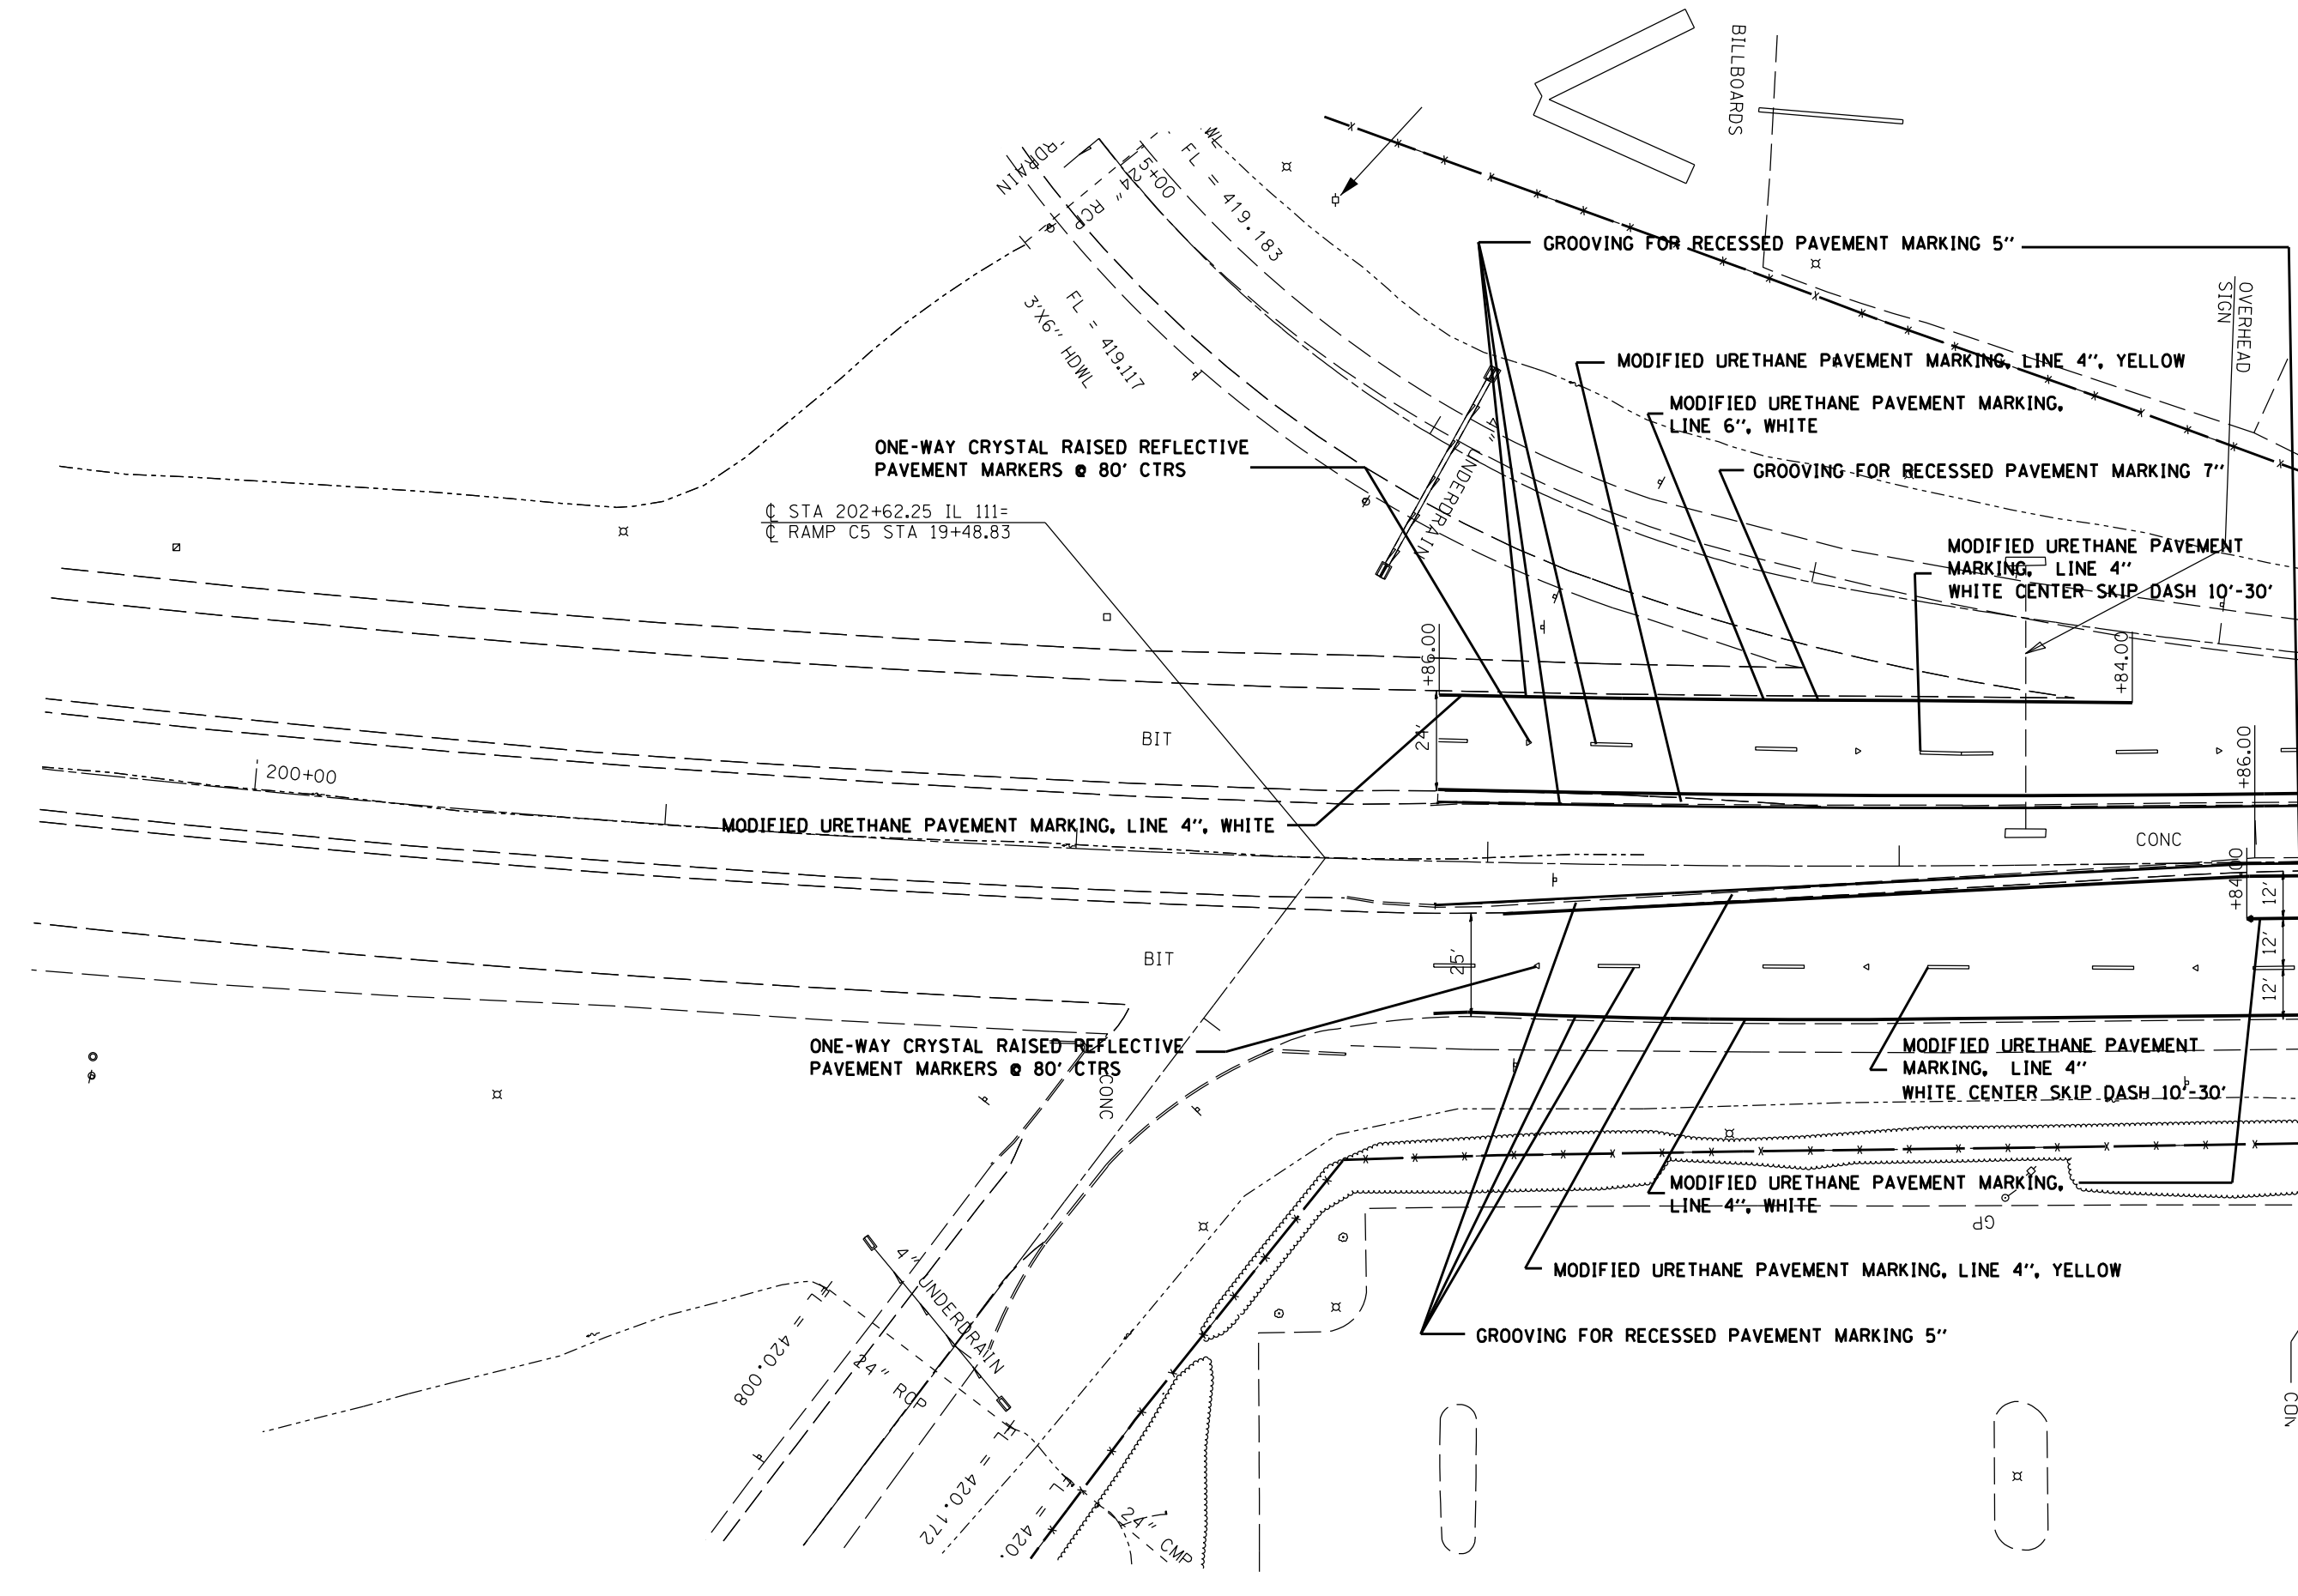 BILLBOARDS
RDRAIN
24" RCP
5+00
WL
FL = 419.183
GROOVING FOR RECESSED PAVEMENT MARKING 5"
OVERHEAD
SIGN
FL = 419.117
3'X6" HDWL
MODIFIED URETHANE PAVEMENT MARKING, LINE 4", YELLOW
MODIFIED URETHANE PAVEMENT MARKING,
LINE 6", WHITE
ONE-WAY CRYSTAL RAISED REFLECTIVE
PAVEMENT MARKERS @ 80' CTRS
4" UNDERDRAIN
GROOVING FOR RECESSED PAVEMENT MARKING 7"
℄ STA 202+62.25 IL 111=
℄ RAMP C5 STA 19+48.83
MODIFIED URETHANE PAVEMENT
MARKING, LINE 4"
WHITE CENTER SKIP DASH 10'-30'
+86.00
+84.00
24'
BIT
+86.00
200+00
MODIFIED URETHANE PAVEMENT MARKING, LINE 4", WHITE
CONC
+84.00
12'
25'
BIT
12'
12'
ONE-WAY CRYSTAL RAISED REFLECTIVE
PAVEMENT MARKERS @ 80' CTRS
CONC
MODIFIED URETHANE PAVEMENT
MARKING, LINE 4"
WHITE CENTER SKIP DASH 10'-30'
MODIFIED URETHANE PAVEMENT MARKING,
LINE 4", WHITE
GP
4" UNDERDRAIN
MODIFIED URETHANE PAVEMENT MARKING, LINE 4", YELLOW
FL = 420.008
24" RCP
GROOVING FOR RECESSED PAVEMENT MARKING 5"
CON
FL = 420.172
FL = 420.
24" CMP